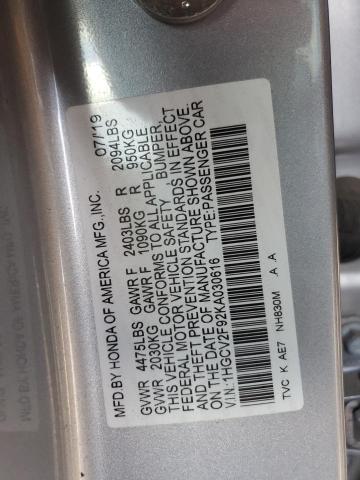 MFD.BY HONDA OF AMERICA MFG.,INC. 07/19
GVWR 4475LBS GAWR F 2403LBS R 2094LBS
GVWR 2030KG GAWR F 1090KG R 950KG
THIS VEHICLE CONFORMS TO ALL APPLICABLE
FEDERAL MOTOR VEHICLE SAFETY, BUMPER,
AND THEFT PREVENTION STANDARDS IN EFFECT
ON THE DATE OF MANUFACTURE SHOWN ABOVE.
V.I.N.:1HGCV2F92KA030616 TYPE:PASSENGER CAR
TVC K AE7 NH830M A A